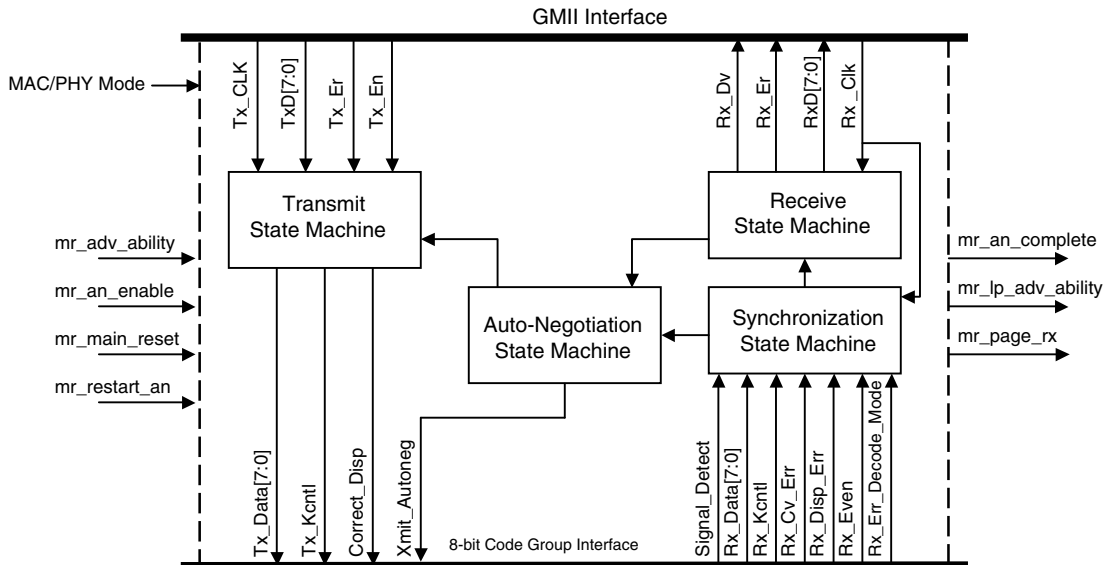 GMII Interface
MAC/PHY Mode
Tx_CLK
TxD[7:0]
Tx_Er
Tx_En
Rx_Dv
Rx_Er
RxD[7:0]
Rx _Clk
Transmit
State Machine
Receive
State Machine
mr_adv_ability
mr_an_enable
mr_main_reset
mr_restart_an
Auto-Negotiation
State Machine
Synchronization
State Machine
mr_an_complete
mr_lp_adv_ability
mr_page_rx
Tx_Data[7:0]
Tx_Kcntl
Correct_Disp
Xmit_Autoneg
8-bit Code Group Interface
Signal_Detect
Rx_Data[7:0]
Rx_Kcntl
Rx_Cv_Err
Rx_Disp_Err
Rx_Even
Rx_Err_Decode_Mode